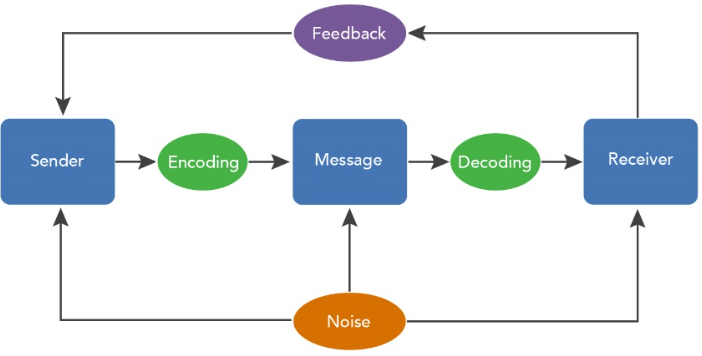 Feedback
Sender
Encoding
Message
Decoding
Receiver
Noise